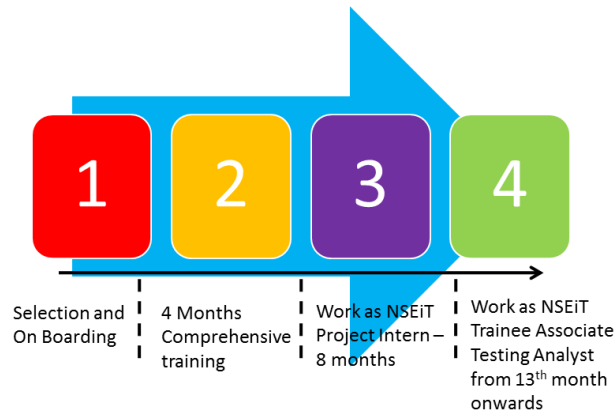 1
2
3
4
Selection and
On Boarding
4 Months
Comprehensive
training
Work as NSEiT
Project Intern –
8 months
Work as NSEiT
Trainee Associate
Testing Analyst
from 13th month
onwards